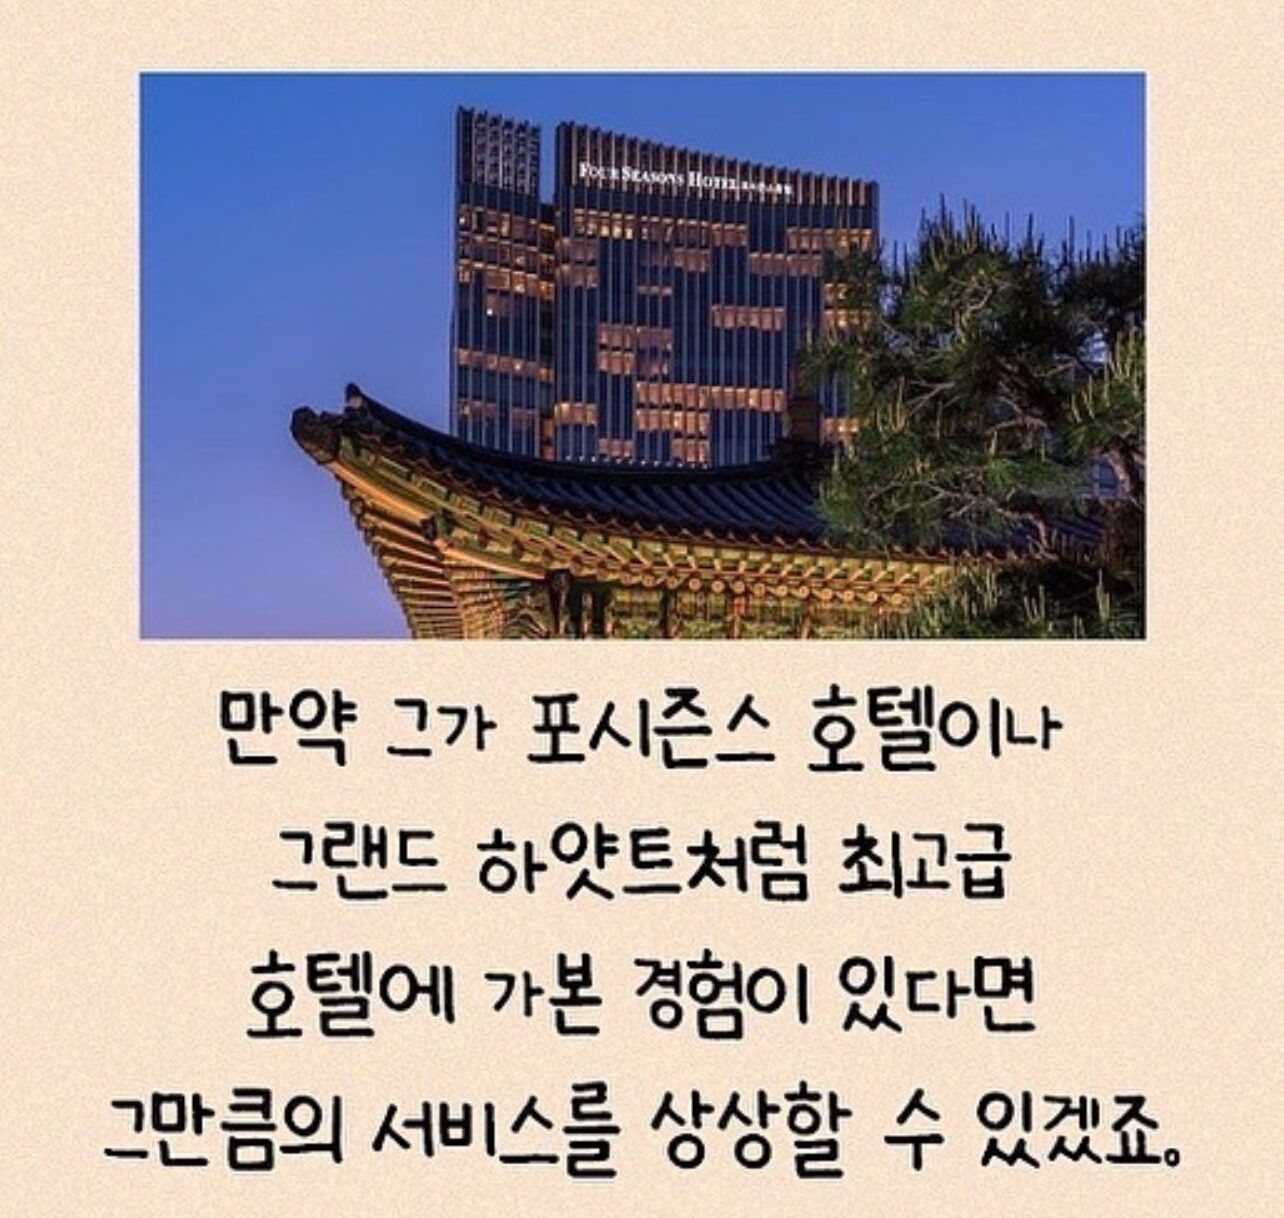 FOUR SEASONS HOTEL
만약 그가 포시즌스 호텔이나
그랜드 하얏트처럼 최고급
호텔에 가본 경험이 있다면
그만큼의 서비스를 상상할 수 있겠죠.